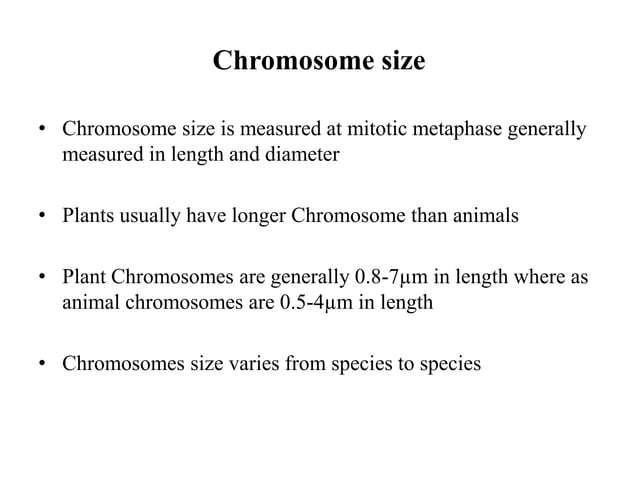 Chromosome size
• Chromosome size is measured at mitotic metaphase generally
measured in length and diameter
• Plants usually have longer Chromosome than animals
• Plant Chromosomes are generally 0.8-7µm in length where as
animal chromosomes are 0.5-4µm in length
• Chromosomes size varies from species to species